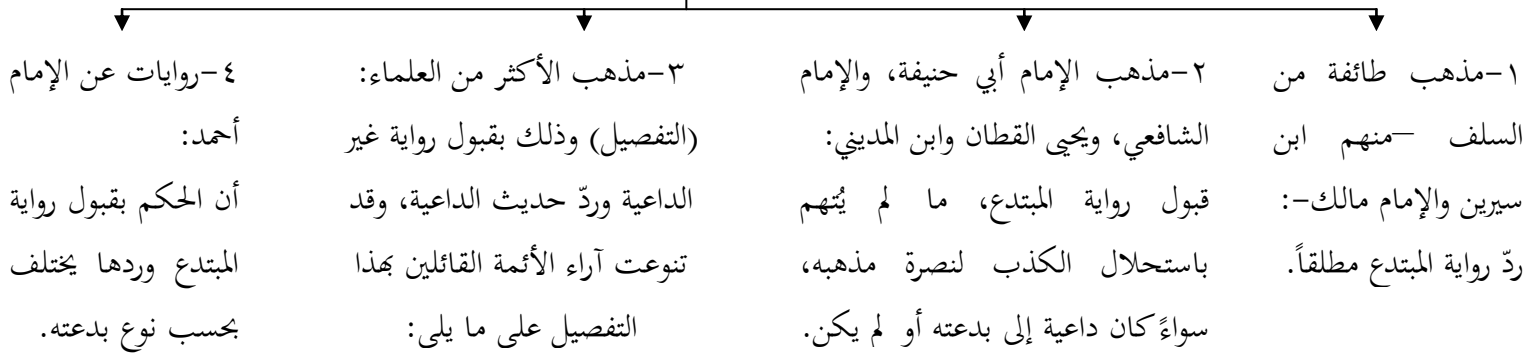 ١-مذهب طائفة من
السلف –منهم ابن
سيرين والإمام مالك-:
ردّ رواية المبتدع مطلقاً.
٢-مذهب الإمام أبي حنيفة، والإمام
الشافعي، ويحيى القطان وابن المديني:
قبول رواية المبتدع، ما لم يُتهم
باستحلال الكذب لنصرة مذهبه،
سواءً كان داعية إلى بدعته أو لم يكن.
٣-مذهب الأكثر من العلماء:
(التفصيل) وذلك بقبول رواية غير
الداعية وردّ حديث الداعية، وقد
تنوعت آراء الأئمة القائلين بهذا
التفصيل على ما يلي:
٤-روايات عن الإمام
أحمد:
أن الحكم بقبول رواية
المبتدع وردها يختلف
بحسب نوع بدعته.